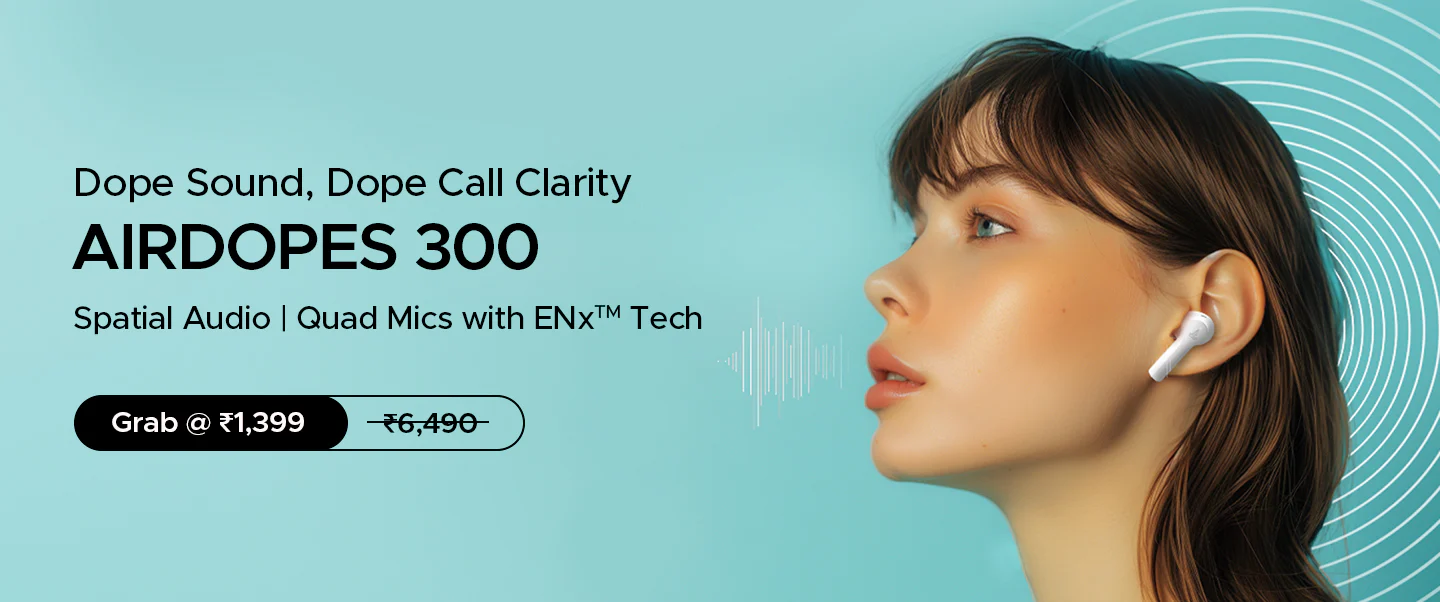 Dope Sound, Dope Call Clarity
AIRDOPES 300
Spatial Audio | Quad Mics with ENx™ Tech
Grab @ ₹1,399 ₹6,490